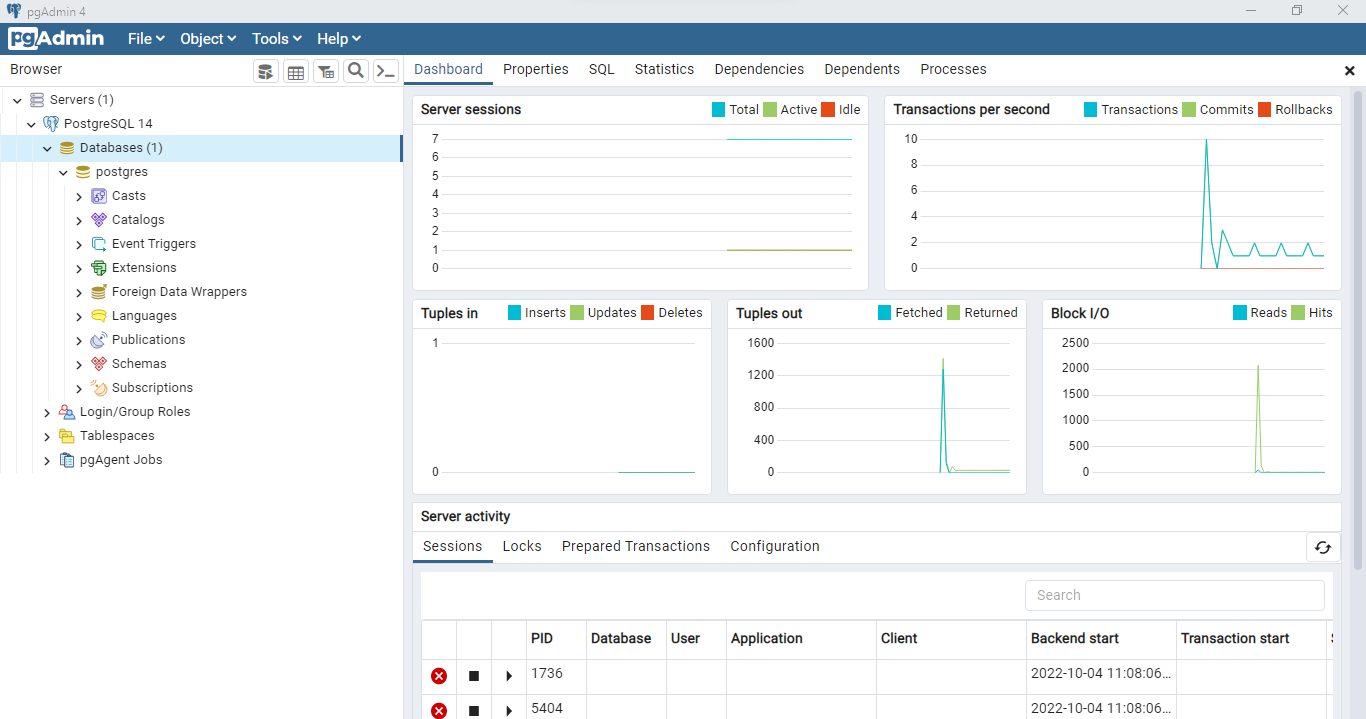 pgAdmin 4
pgAdmin File Object Tools Help
Browser
Dashboard Properties SQL Statistics Dependencies Dependents Processes
Servers (1)
PostgreSQL 14
Databases (1)
postgres
Casts
Catalogs
Event Triggers
Extensions
Foreign Data Wrappers
Languages
Publications
Schemas
Subscriptions
Login/Group Roles
Tablespaces
pgAgent Jobs
Server sessions Total Active Idle
7
6
5
4
3
2
1
0
Transactions per second Transactions Commits Rollbacks
10
8
6
4
2
0
Tuples in Inserts Updates Deletes
1
0
Tuples out Fetched Returned
1600
1200
800
400
0
Block I/O Reads Hits
2500
2000
1500
1000
500
0
Server activity
Sessions Locks Prepared Transactions Configuration
Search
PID Database User Application Client Backend start Transaction start
1736 2022-10-04 11:08:06...
5404 2022-10-04 11:08:06...